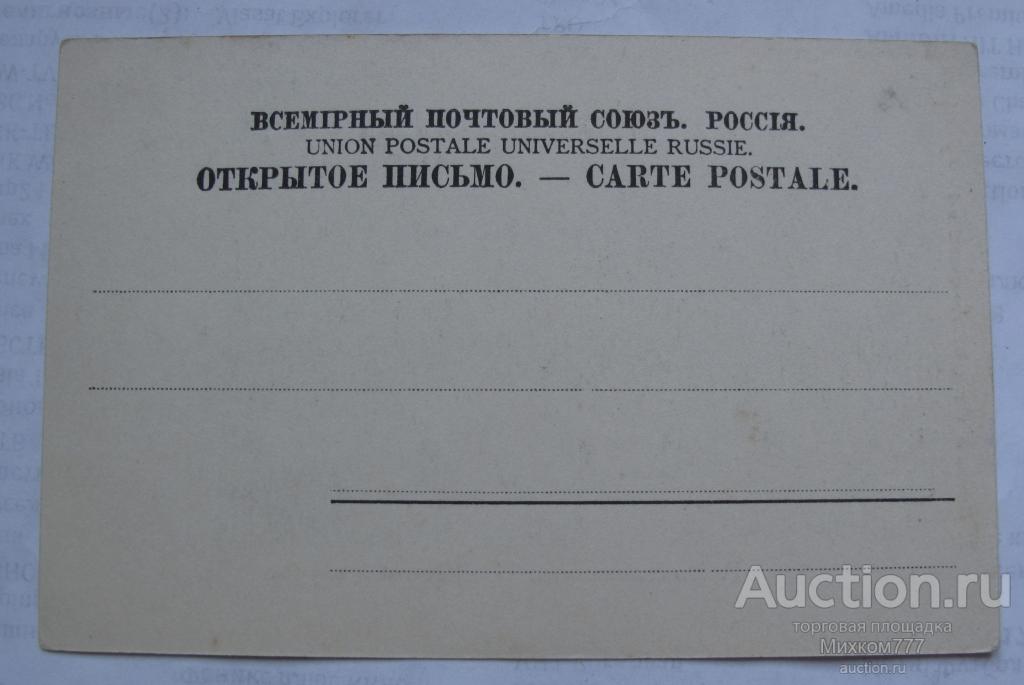 ВСЕМІРНЫЙ ПОЧТОВЫЙ СОЮЗЪ. РОССІЯ.
UNION POSTALE UNIVERSELLE RUSSIE.
ОТКРЫТОЕ ПИСЬМО. — CARTE POSTALE.
Auction.ru
торговая площадка
Михком777
auction.ru